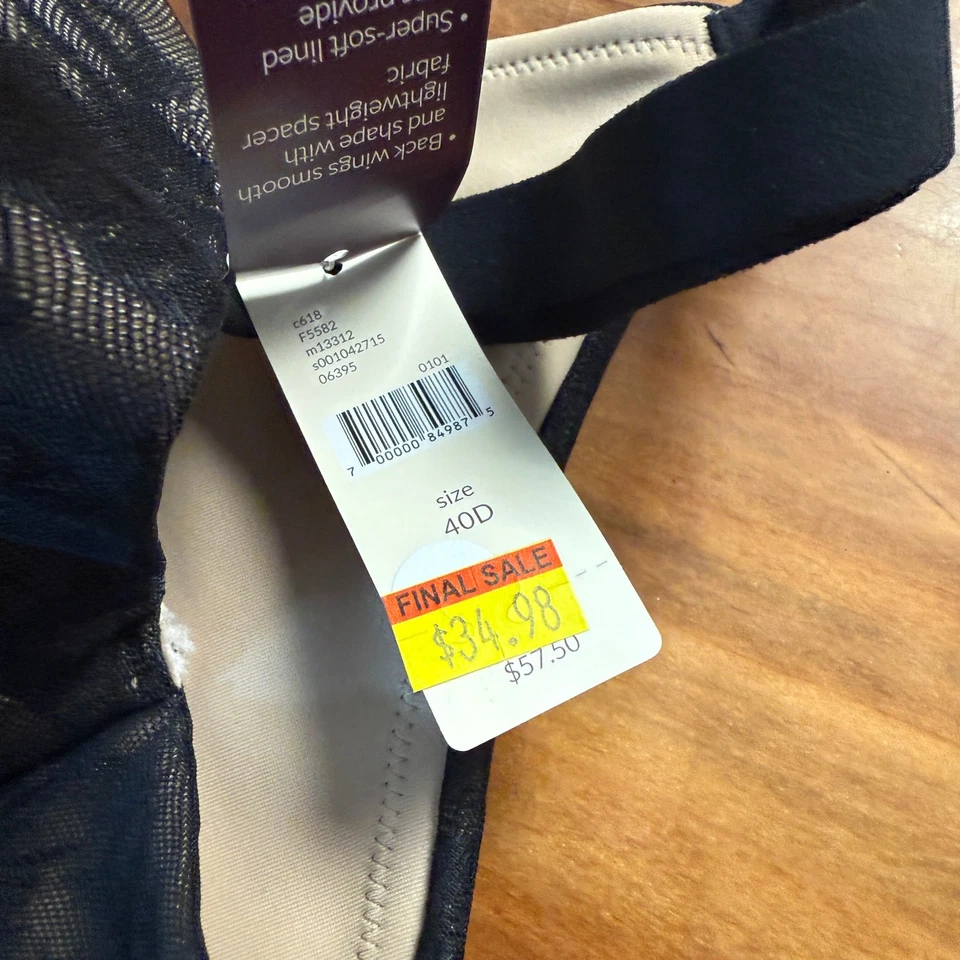 • Back wings smooth
and shape with
lightweight spacer
fabric
• Super-soft lined
provide
c618
F5582
m13312
s001042715
06395
0101
7 00000 84987 5
size
40D
FINAL SALE
$34.98
$57.50